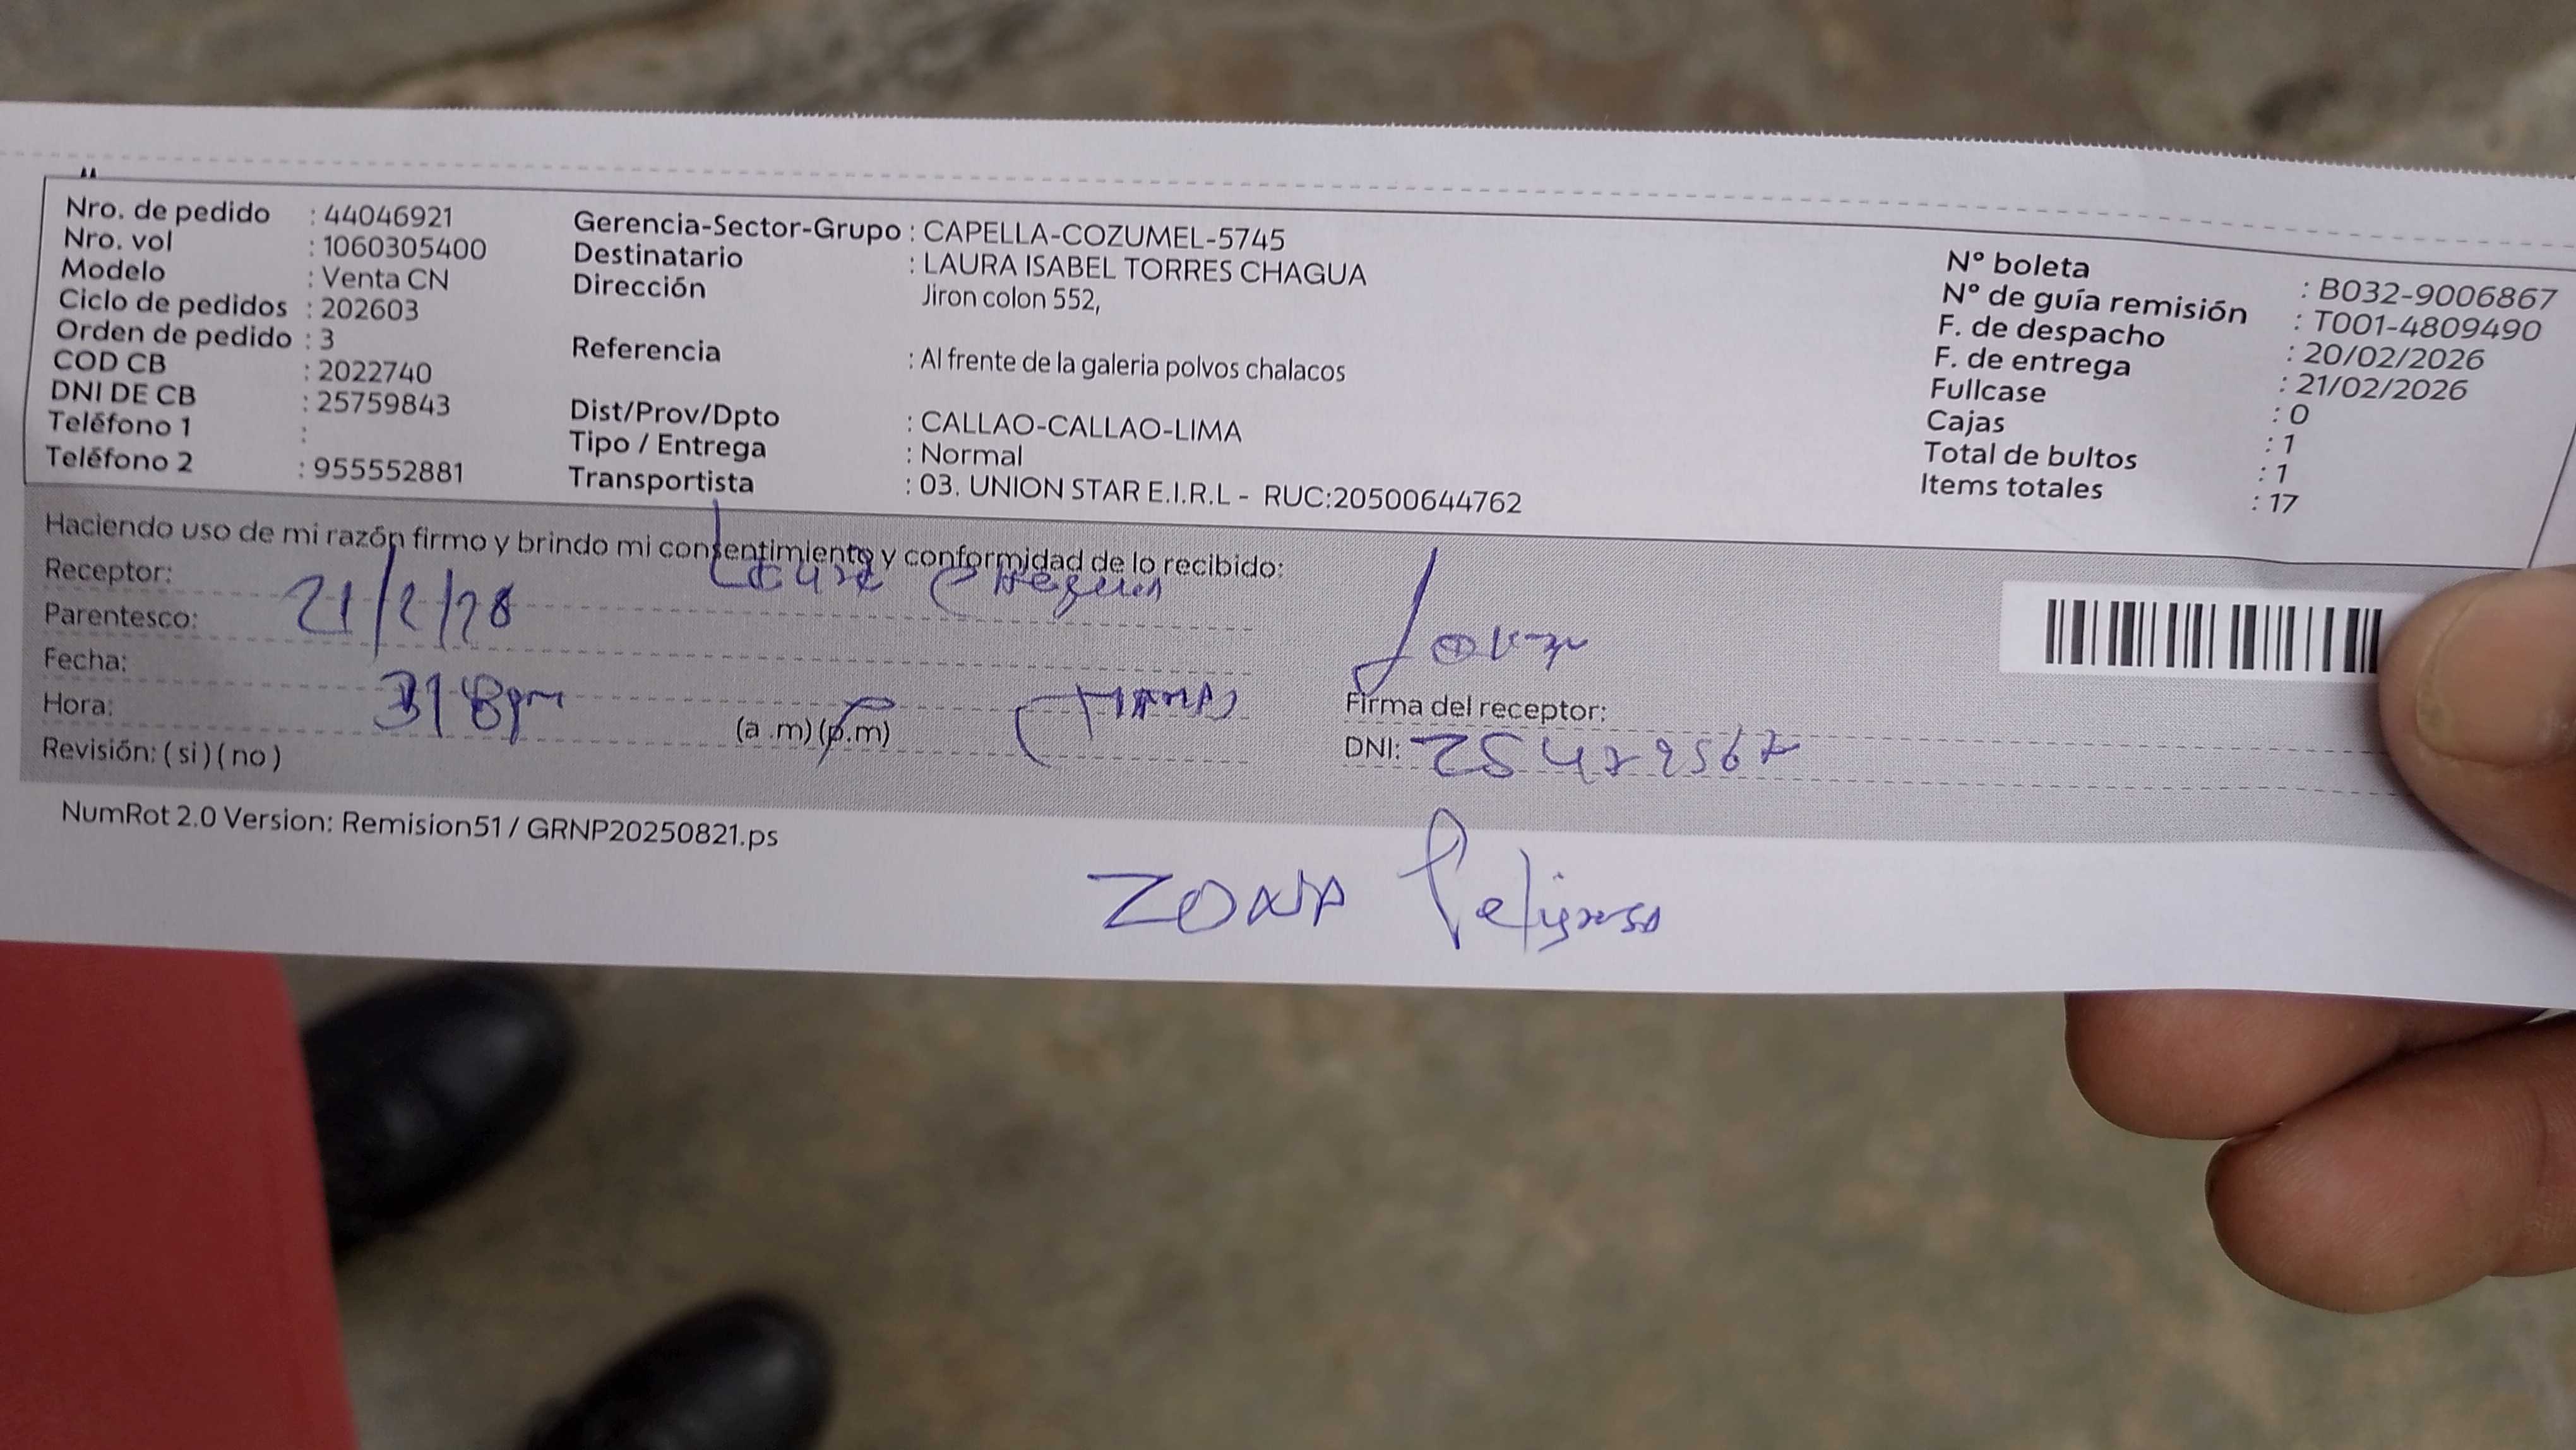 Nro. de pedido : 44046921
Nro. vol : 1060305400
Modelo : Venta CN
Ciclo de pedidos : 202603
Orden de pedido : 3
COD CB : 2022740
DNI DE CB : 25759843
Teléfono 1 :
Teléfono 2 : 955552881
Gerencia-Sector-Grupo : CAPELLA-COZUMEL-5745
Destinatario : LAURA ISABEL TORRES CHAGUA
Dirección Jiron colon 552,
Referencia : Al frente de la galeria polvos chalacos
Dist/Prov/Dpto : CALLAO-CALLAO-LIMA
Tipo / Entrega : Normal
Transportista : 03. UNION STAR E.I.R.L - RUC:20500644762
N° boleta : B032-9006867
N° de guía remisión : T001-4809490
F. de despacho : 20/02/2026
F. de entrega : 21/02/2026
Fullcase : 0
Cajas : 1
Total de bultos : 1
Items totales : 17
Haciendo uso de mi razón firmo y brindo mi consentimiento y conformidad de lo recibido:
Receptor:
Parentesco: 21/2/
Fecha:
Hora: 318pm (a .m) (p.m)
Revisión: ( si ) ( no )
Firma del receptor:
DNI:
NumRot 2.0 Version: Remision51 / GRNP20250821.ps
ZONA Peligrosa